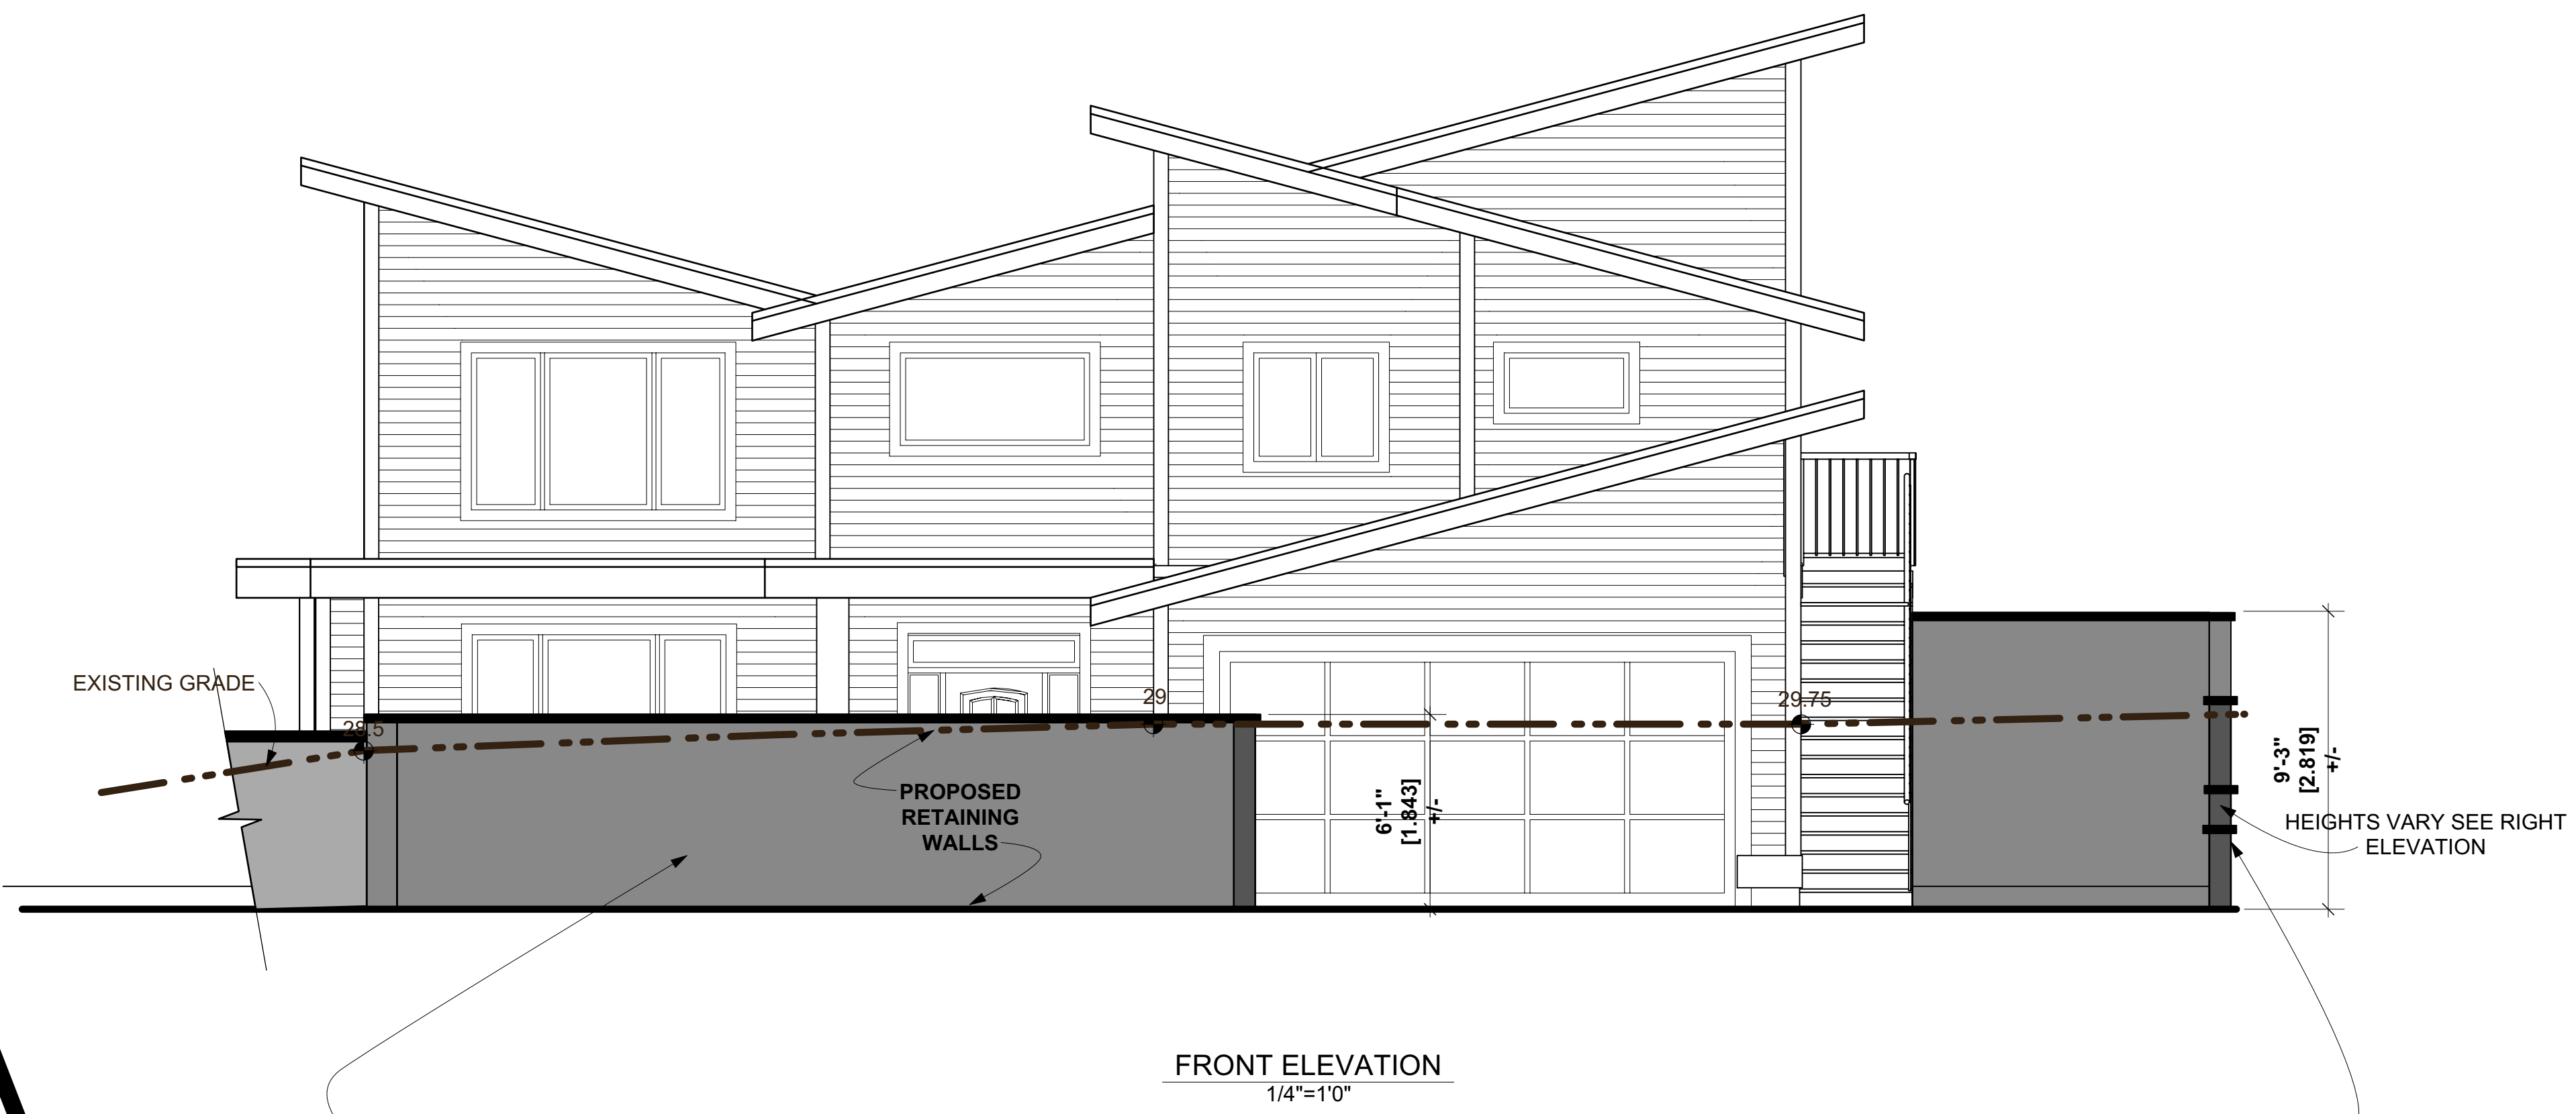 EXISTING GRADE
28.5
29
29.75
PROPOSED
RETAINING
WALLS
6'-1"
[1.843]
+/-
9'-3"
[2.819]
+/-
HEIGHTS VARY SEE RIGHT
ELEVATION
FRONT ELEVATION
1/4"=1'0"